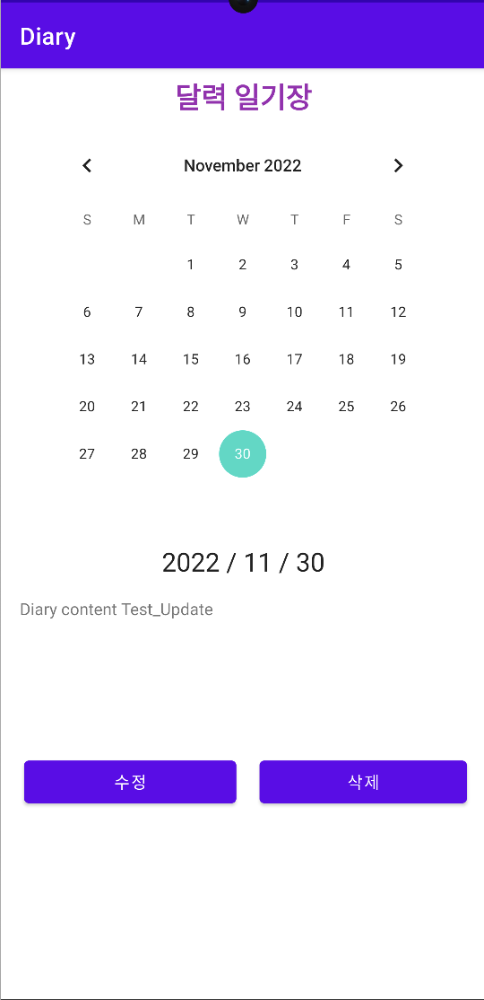 Diary
달력 일기장
November 2022
S M T W T F S
1 2 3 4 5
6 7 8 9 10 11 12
13 14 15 16 17 18 19
20 21 22 23 24 25 26
27 28 29 30
2022 / 11 / 30
Diary content Test_Update
수정 삭제